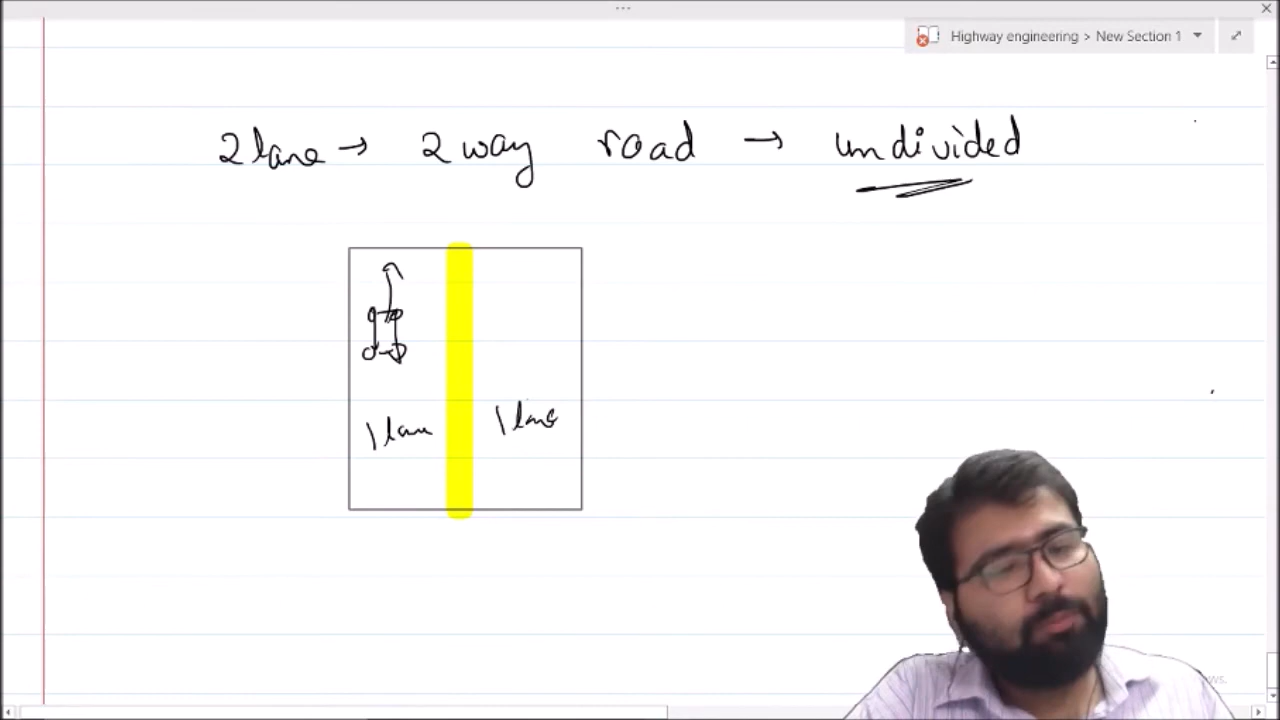 Highway engineering > New Section 1
2 lane → 2 way road → undivided
1 lane 1 lane